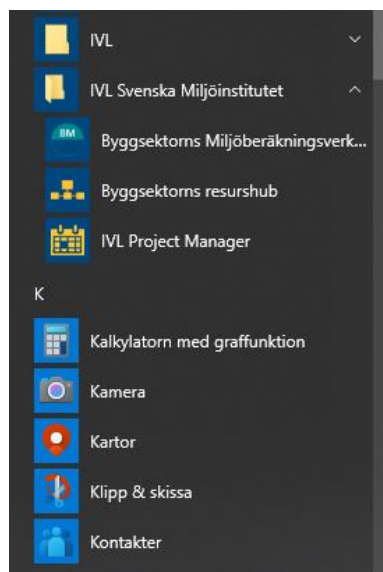 IVL
IVL Svenska Miljöinstitutet
BM
Byggsektorns Miljöberäkningsverk...
Byggsektorns resurshub
IVL Project Manager
K
Kalkylatorn med graffunktion
Kamera
Kartor
Klipp & skissa
Kontakter